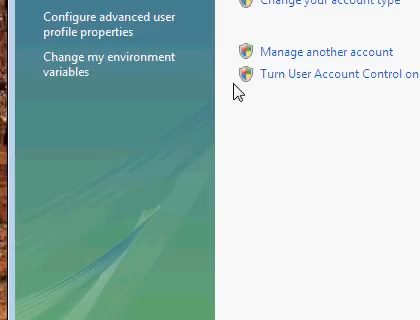 Configure advanced user
profile properties
Change my environment
variables
Change your account type
Manage another account
Turn User Account Control on